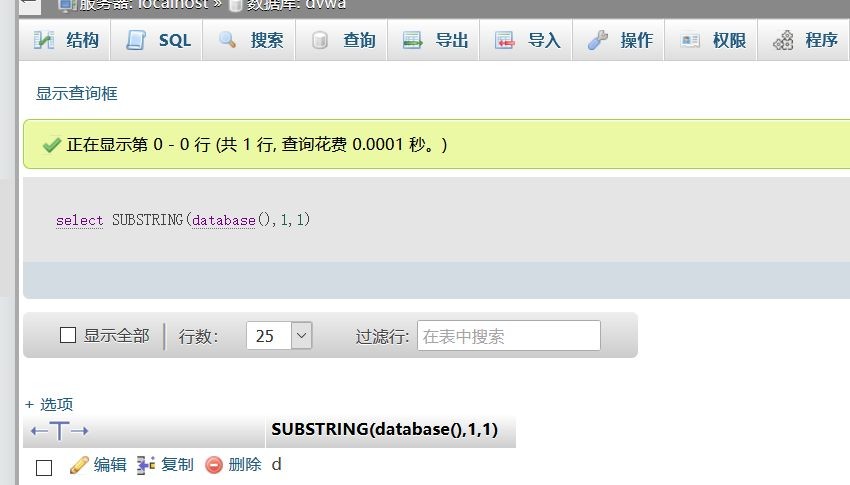 服务器: localhost » 数据库: dvwa
结构 SQL 搜索 查询 导出 导入 操作 权限 程序
显示查询框
正在显示第 0 - 0 行 (共 1 行, 查询花费 0.0001 秒。)
select SUBSTRING(database(),1,1)
显示全部 行数: 25 过滤行: 在表中搜索
+ 选项
←T→ SUBSTRING(database(),1,1)
编辑 复制 删除 d